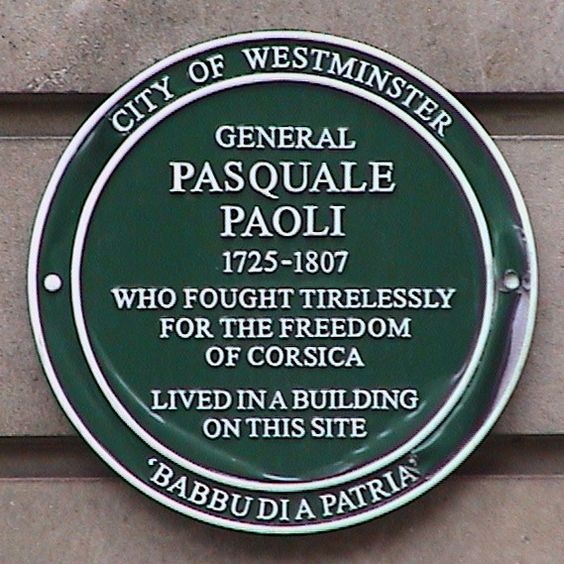 CITY OF WESTMINSTER
GENERAL
PASQUALE
PAOLI
1725-1807
WHO FOUGHT TIRELESSLY
FOR THE FREEDOM
OF CORSICA
LIVED IN A BUILDING
ON THIS SITE
'BABBU DI A PATRIA'